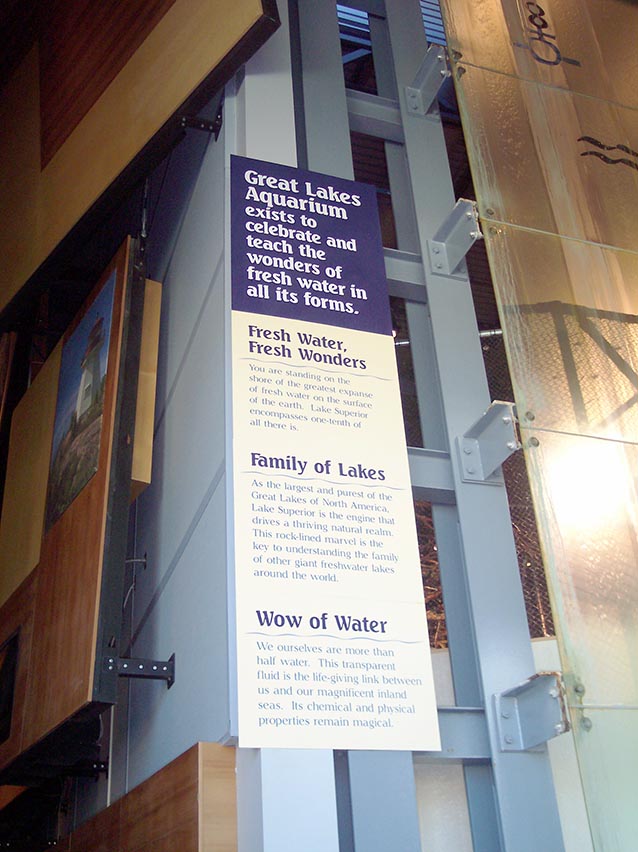 Great Lakes
Aquarium
exists to
celebrate and
teach the
wonders of
fresh water in
all its forms.
Fresh Water,
Fresh Wonders
You are standing on the
shore of the greatest expanse
of fresh water on the surface
of the earth. Lake Superior
encompasses one-tenth of
all there is.
Family of Lakes
As the largest and purest of the
Great Lakes of North America,
Lake Superior is the engine that
drives a thriving natural realm.
This rock-lined marvel is the
key to understanding the family
of other giant freshwater lakes
around the world.
Wow of Water
We ourselves are more than
half water. This transparent
fluid is the life-giving link between
us and our magnificent inland
seas. Its chemical and physical
properties remain magical.